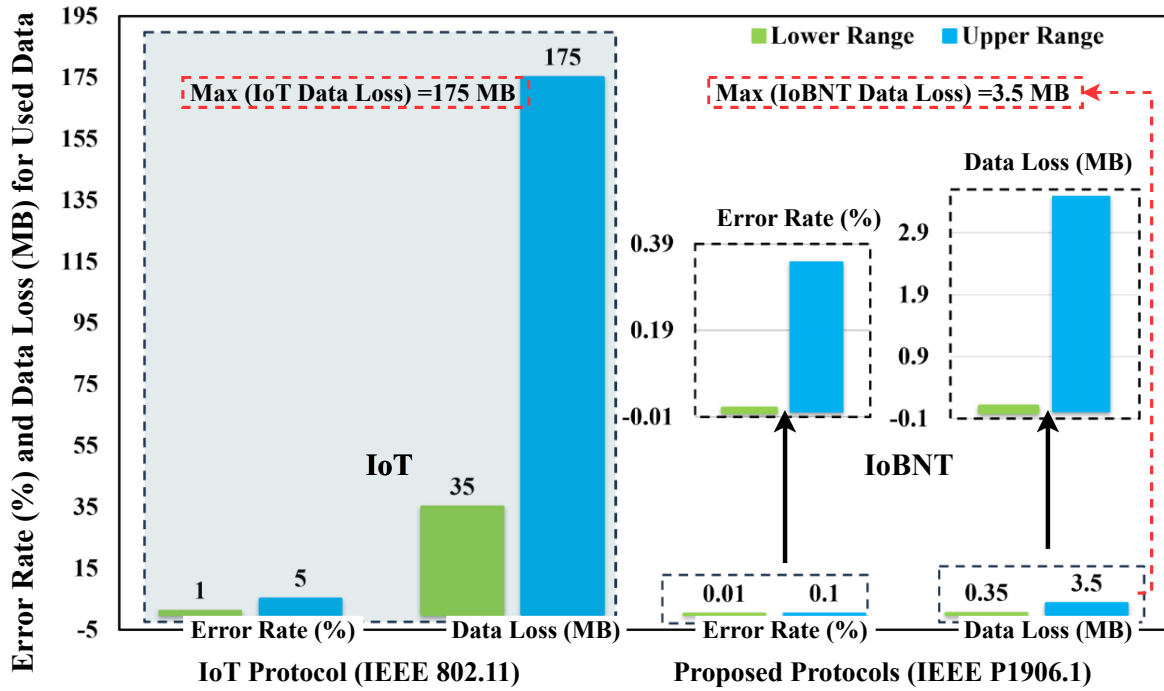 Error Rate (%) and Data Loss (MB) for Used Data
195
175
155
135
115
95
75
55
35
15
-5
Lower Range
Upper Range
175
Max (IoT Data Loss) =175 MB
Max (IoBNT Data Loss) =3.5 MB
Data Loss (MB)
2.9
1.9
0.9
-0.1
Error Rate (%)
0.39
0.19
-0.01
IoT
IoBNT
1
5
35
0.01
0.1
0.35
3.5
Error Rate (%)
Data Loss (MB)
Error Rate (%)
Data Loss (MB)
IoT Protocol (IEEE 802.11)
Proposed Protocols (IEEE P1906.1)